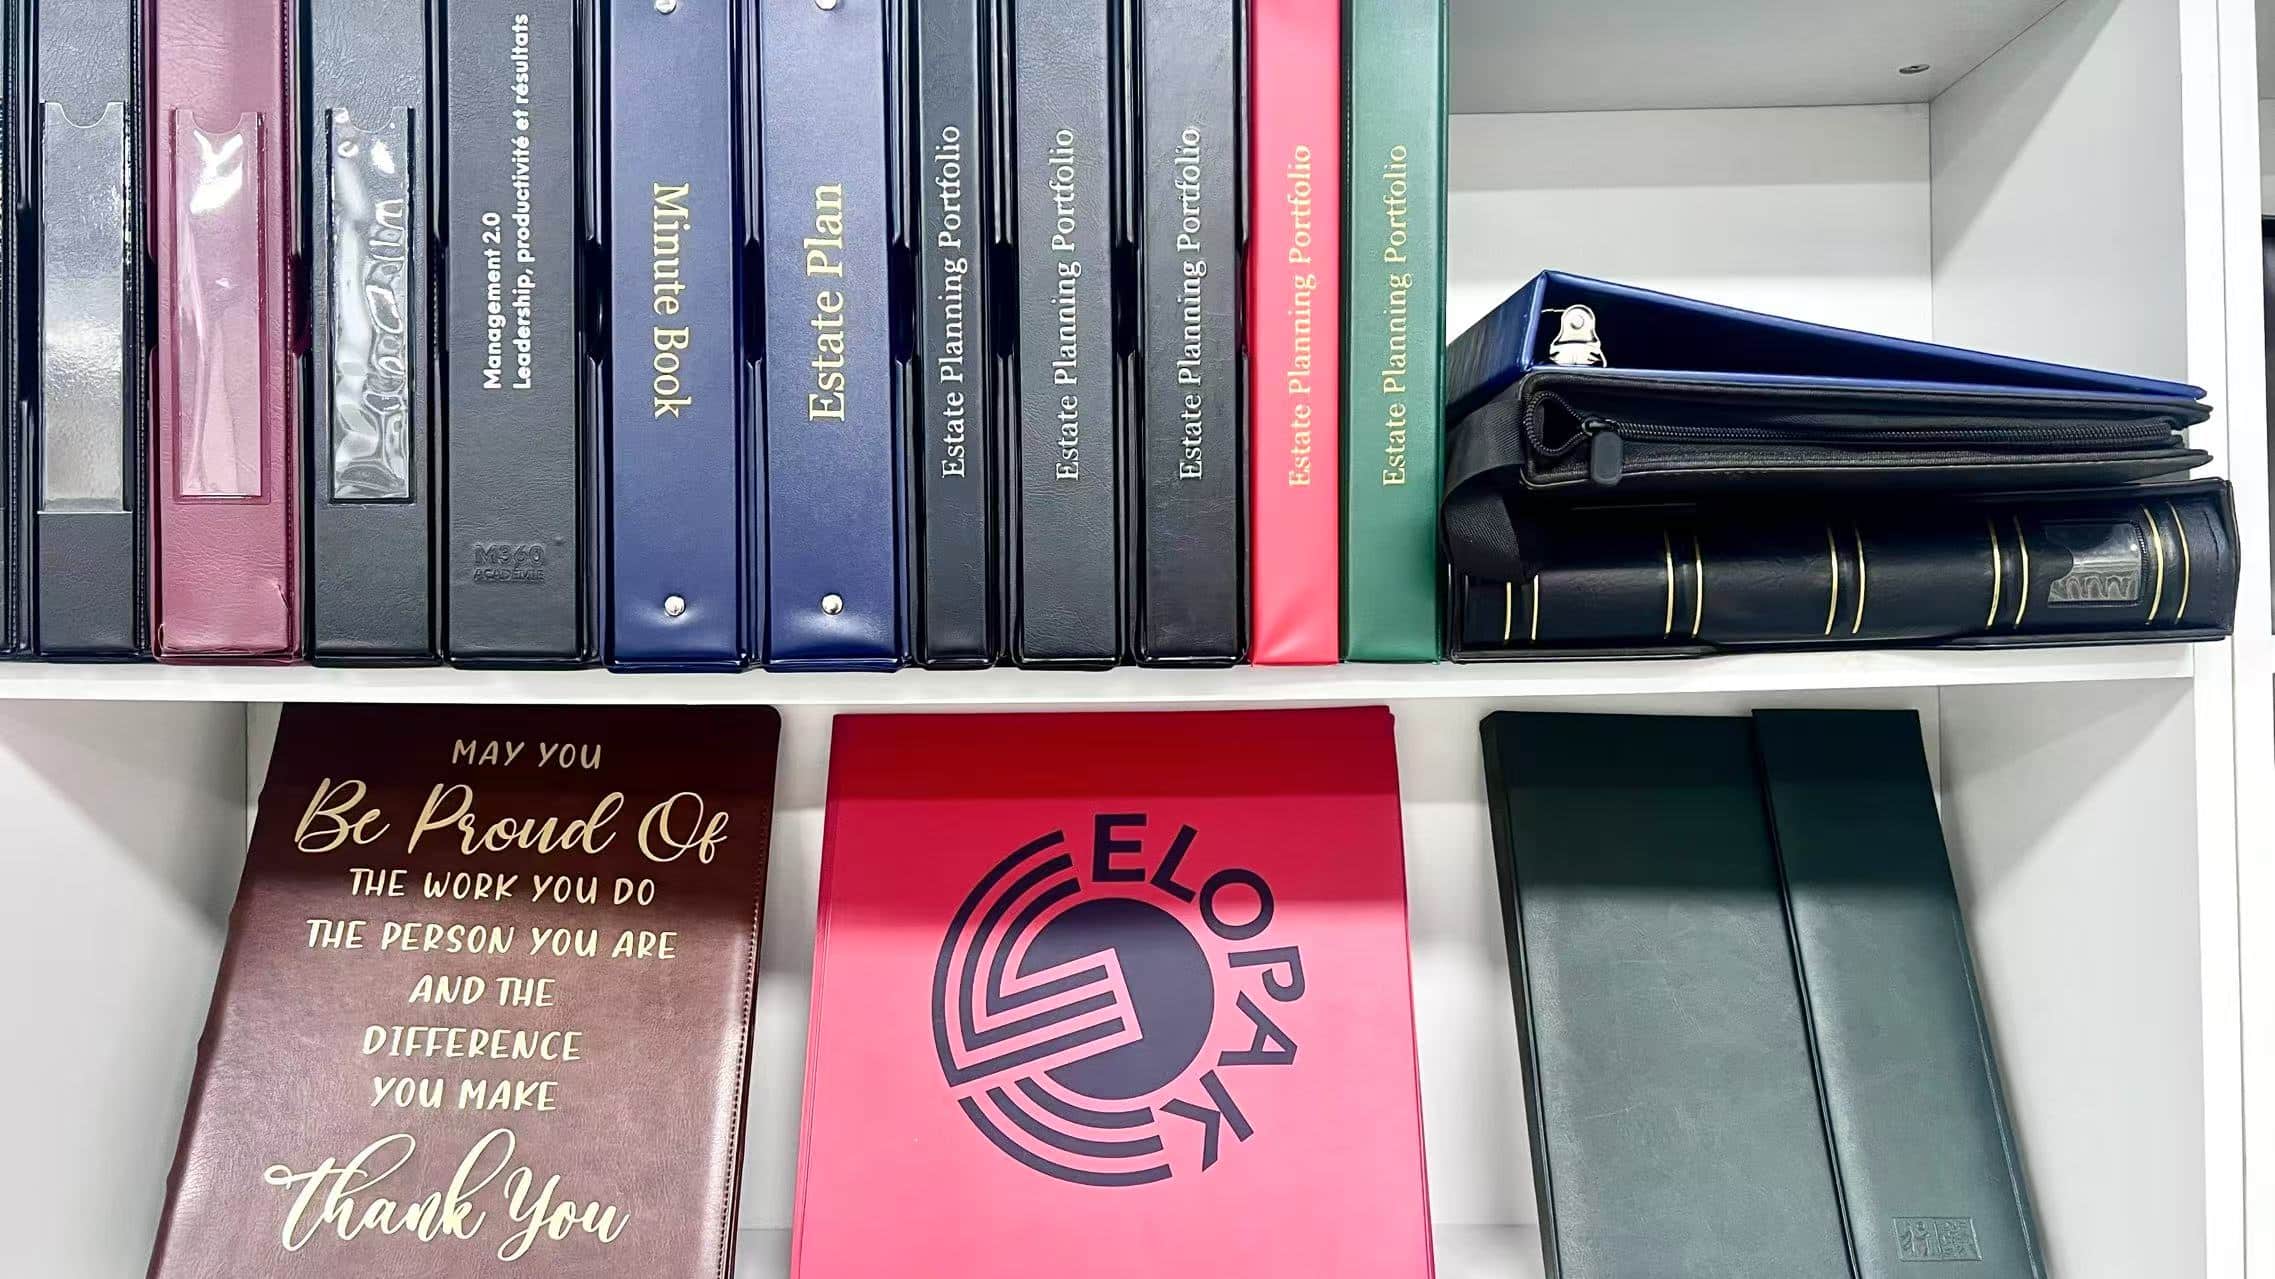 Management 2.0
Leadership, productivité et résultats
M360
ACADÉMIE
Minute Book
Estate Plan
Estate Planning Portfolio
Estate Planning Portfolio
Estate Planning Portfolio
Estate Planning Portfolio
Estate Planning Portfolio
MAY YOU
Be Proud Of
THE WORK YOU DO
THE PERSON YOU ARE
AND THE
DIFFERENCE
YOU MAKE
Thank You
ELOPAK